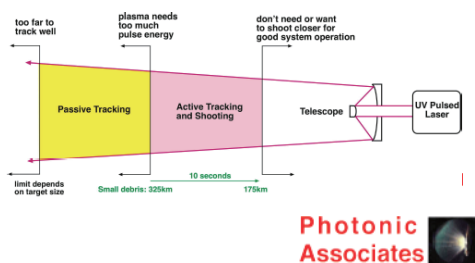 too far to
track well
plasma needs
too much
pulse energy
don't need or want
to shoot closer for
good system operation
Passive Tracking
Active Tracking
and Shooting
Telescope
UV Pulsed
Laser
limit depends
on target size
10 seconds
Small debris: 325km
175km
Photonic
Associates